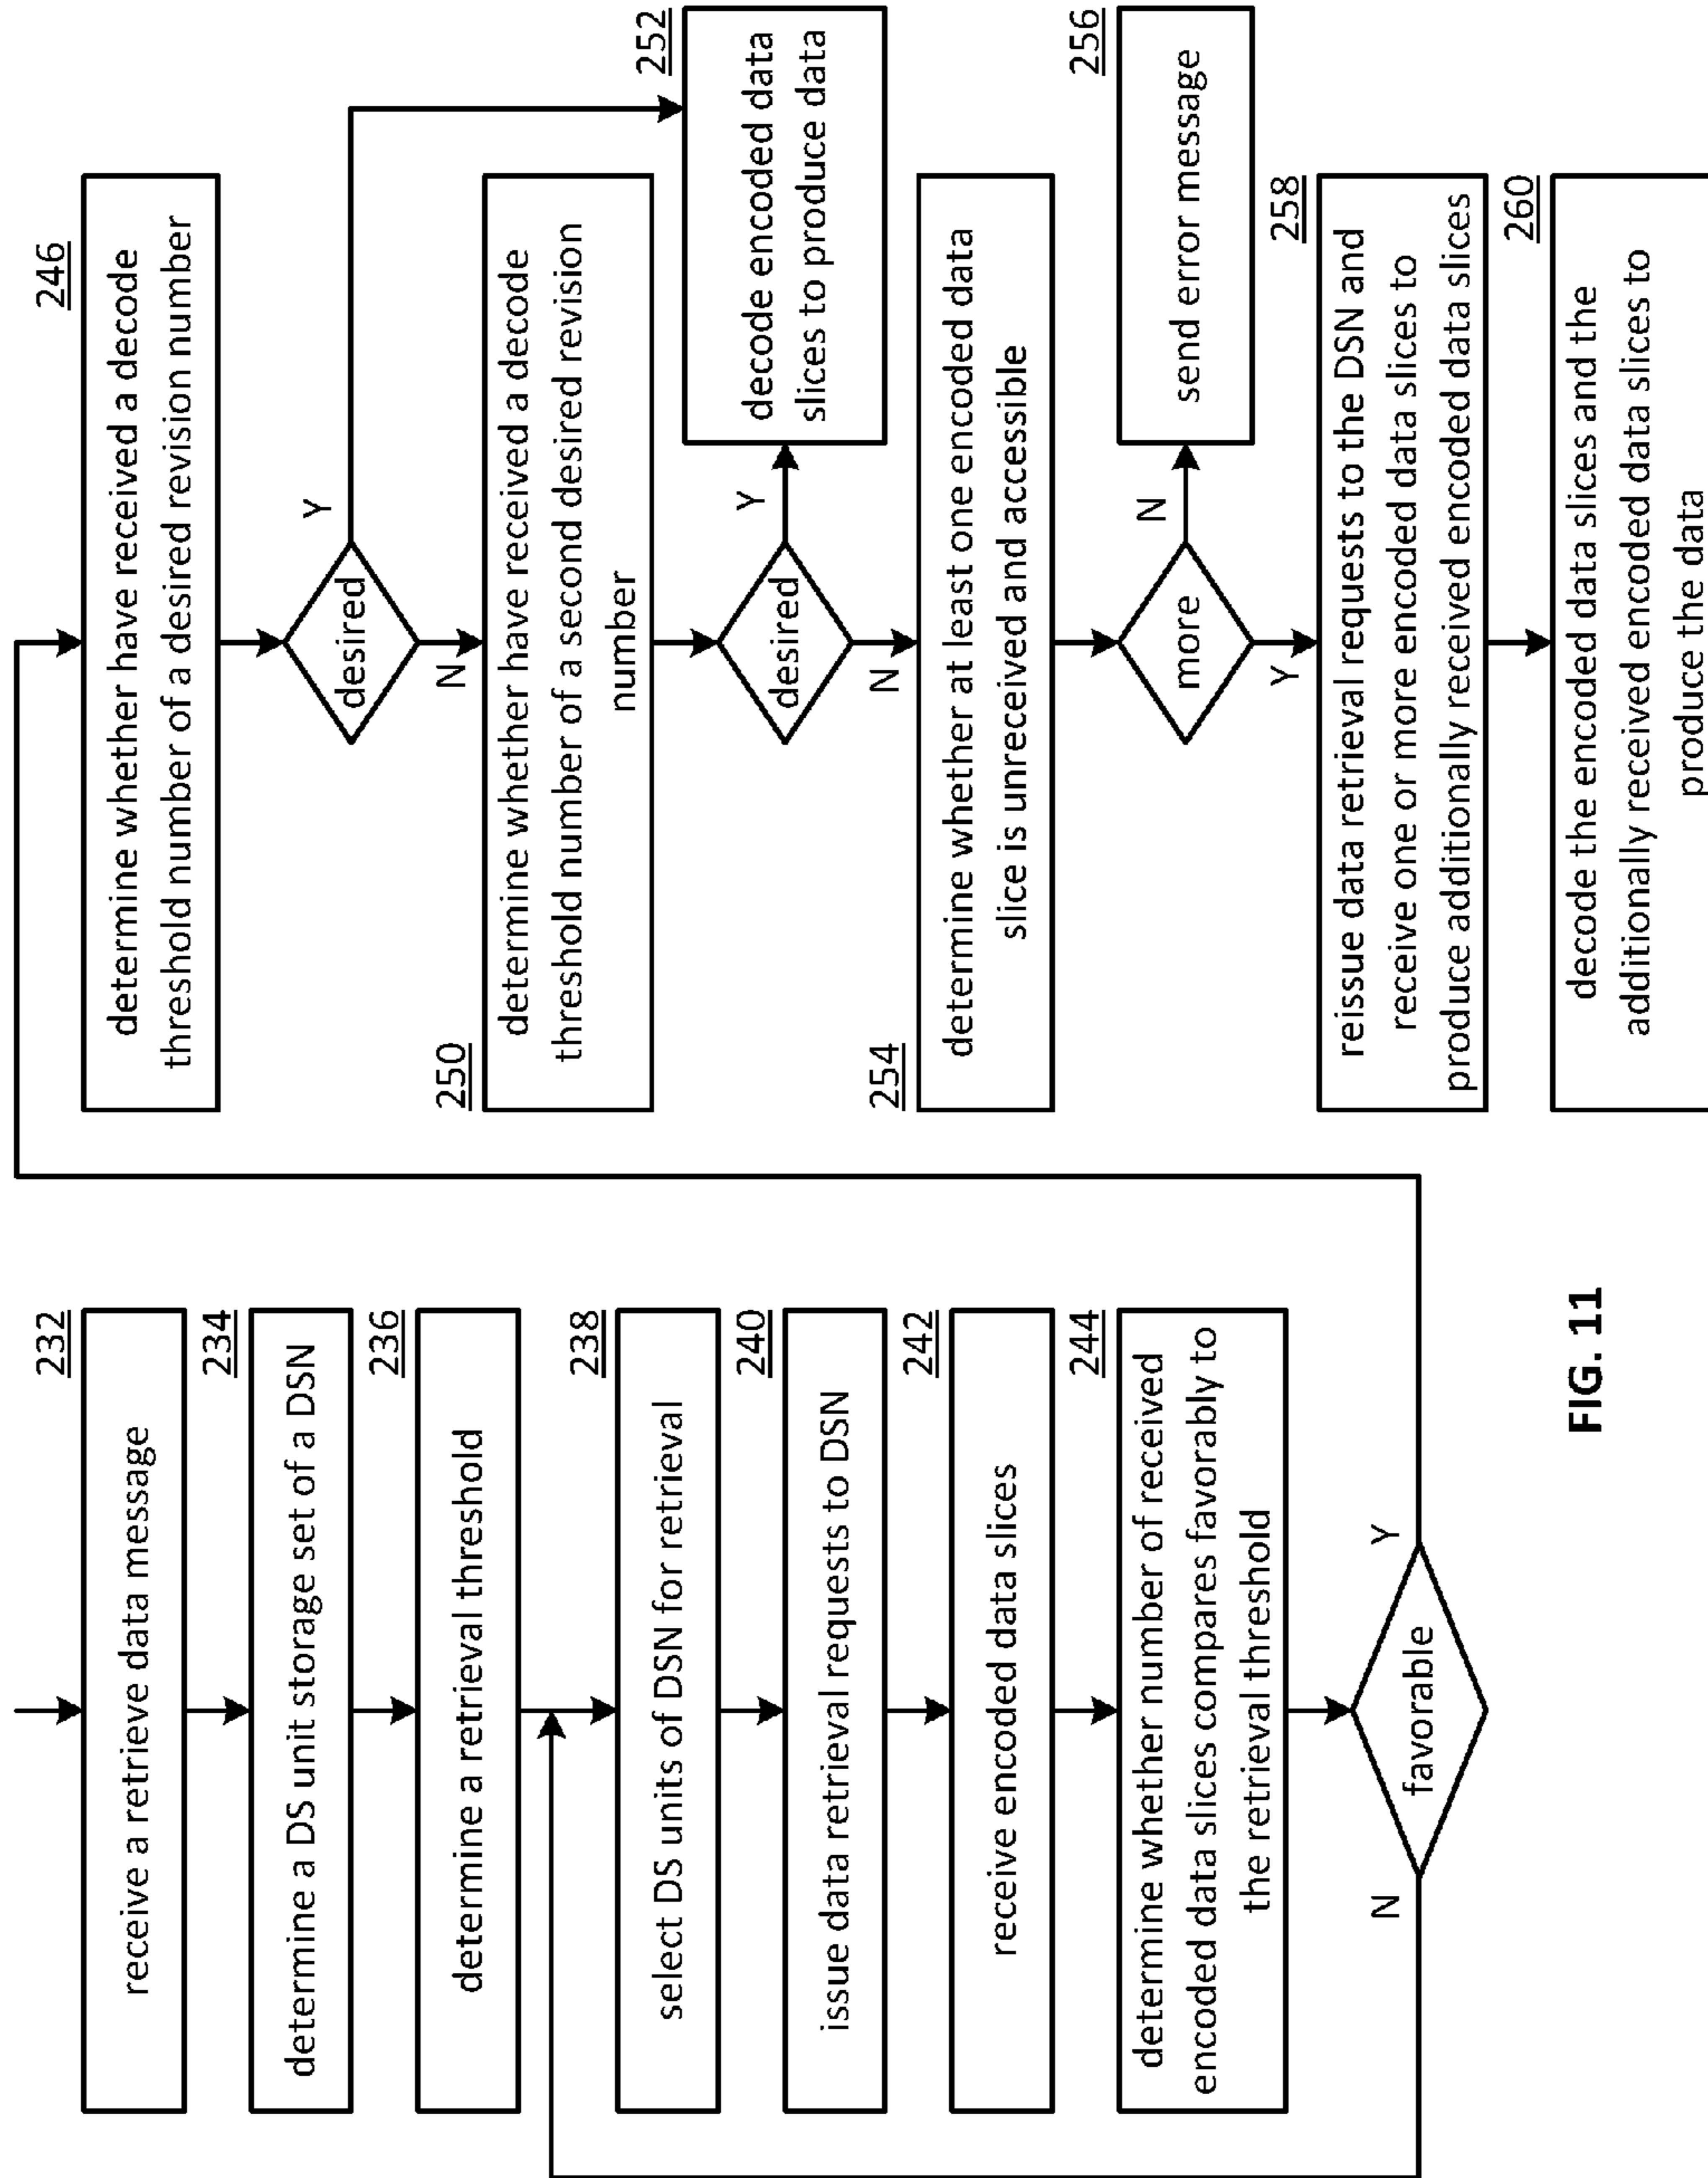 232
receive a retrieve data message
234
determine a DS unit storage set of a DSN
236
determine a retrieval threshold
238
select DS units of DSN for retrieval
240
issue data retrieval requests to DSN
242
receive encoded data slices
244
determine whether number of received
encoded data slices compares favorably to
the retrieval threshold
favorable
N
Y
246
determine whether have received a decode
threshold number of a desired revision number
desired
Y
N
250
determine whether have received a decode
threshold number of a second desired revision
number
desired
Y
N
252
decode encoded data
slices to produce data
254
determine whether at least one encoded data
slice is unreceived and accessible
more
N
Y
256
send error message
258
reissue data retrieval requests to the DSN and
receive one or more encoded data slices to
produce additionally received encoded data slices
260
decode the encoded data slices and the
additionally received encoded data slices to
produce the data
FIG. 11